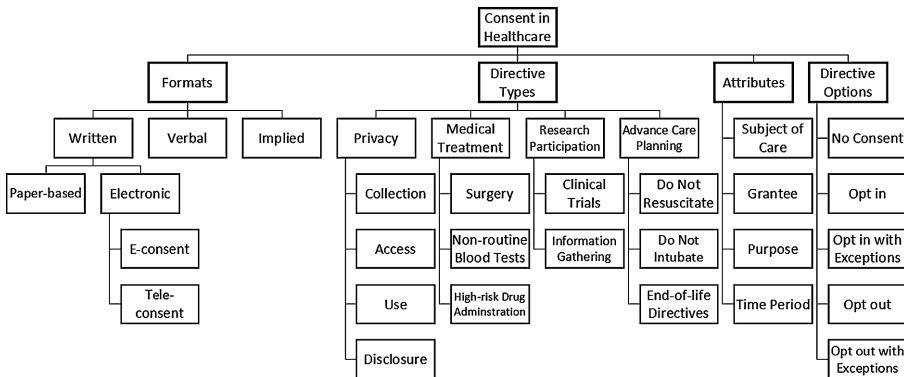 Consent in
Healthcare
Formats
Directive
Types
Attributes
Directive
Options
Written
Verbal
Implied
Privacy
Medical
Treatment
Research
Participation
Advance Care
Planning
Subject of
Care
No Consent
Paper-based
Electronic
Collection
Surgery
Clinical
Trials
Do Not
Resuscitate
Grantee
Opt in
E-consent
Access
Non-routine
Blood Tests
Information
Gathering
Do Not
Intubate
Purpose
Opt in with
Exceptions
Tele-
consent
Use
High-risk Drug
Adminstration
End-of-life
Directives
Time Period
Opt out
Disclosure
Opt out with
Exceptions